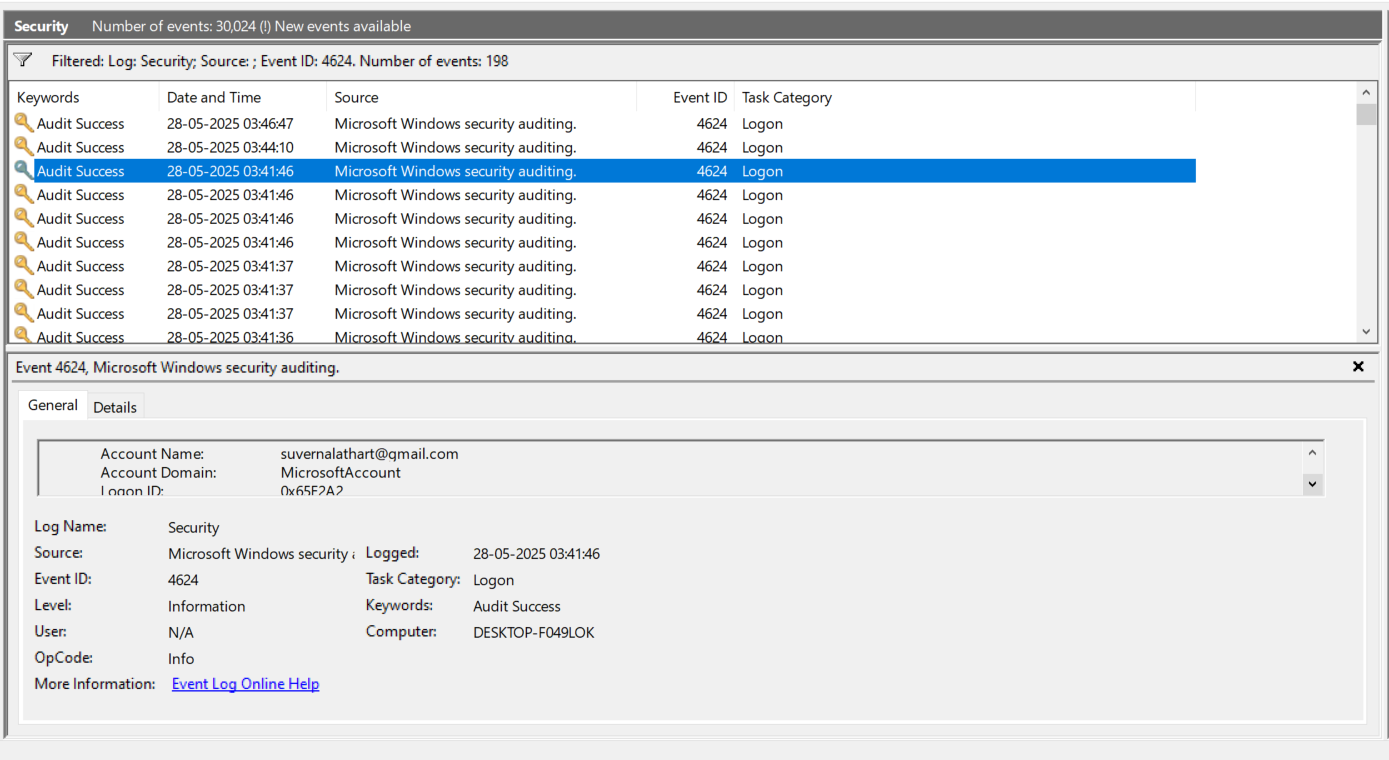 Security Number of events: 30,024 (!) New events available
Filtered: Log: Security; Source: ; Event ID: 4624. Number of events: 198
Keywords Date and Time Source Event ID Task Category
Audit Success 28-05-2025 03:46:47 Microsoft Windows security auditing. 4624 Logon
Audit Success 28-05-2025 03:44:10 Microsoft Windows security auditing. 4624 Logon
Audit Success 28-05-2025 03:41:46 Microsoft Windows security auditing. 4624 Logon
Audit Success 28-05-2025 03:41:46 Microsoft Windows security auditing. 4624 Logon
Audit Success 28-05-2025 03:41:46 Microsoft Windows security auditing. 4624 Logon
Audit Success 28-05-2025 03:41:46 Microsoft Windows security auditing. 4624 Logon
Audit Success 28-05-2025 03:41:37 Microsoft Windows security auditing. 4624 Logon
Audit Success 28-05-2025 03:41:37 Microsoft Windows security auditing. 4624 Logon
Audit Success 28-05-2025 03:41:37 Microsoft Windows security auditing. 4624 Logon
Audit Success 28-05-2025 03:41:36 Microsoft Windows security auditing. 4624 Logon
Event 4624, Microsoft Windows security auditing.
General Details
Account Name: suvernalathart@gmail.com
Account Domain: MicrosoftAccount
Logon ID:
Log Name: Security
Source: Microsoft Windows security Logged: 28-05-2025 03:41:46
Event ID: 4624 Task Category: Logon
Level: Information Keywords: Audit Success
User: N/A Computer: DESKTOP-F049LOK
OpCode: Info
More Information: Event Log Online Help